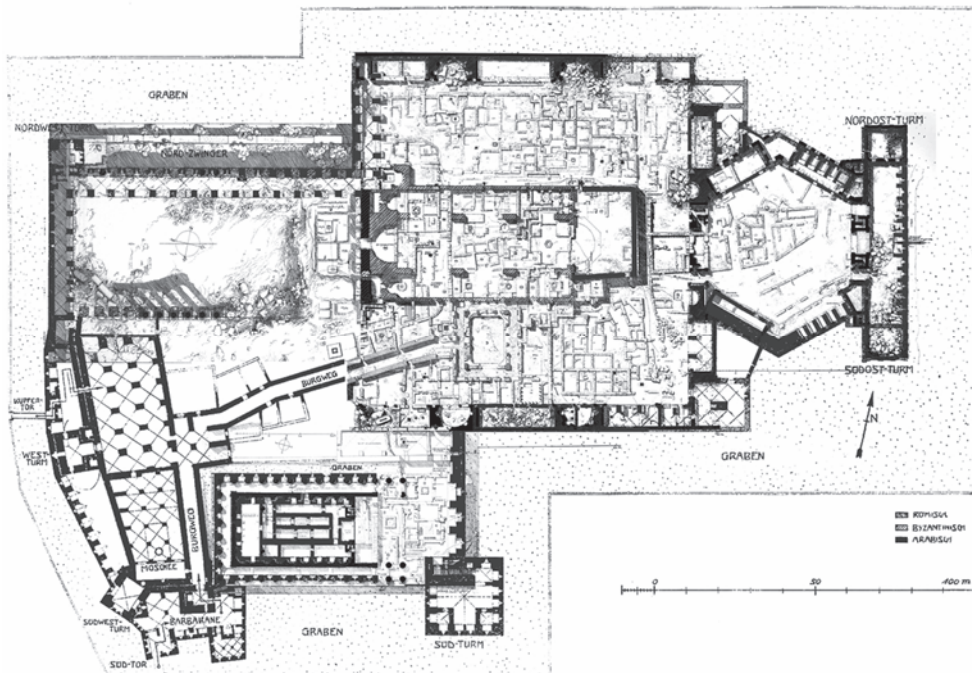 GRABEN
NORDWEST-TURM
NORD-ZWINGER
NORDOST-TURM
BURGWEG
KUPFER-
TOR
SÜDOST-TURM
N
WEST-
TURM
GRABEN
GRABEN
BURGWEG
RÖMISCH
BYZANTINISCH
ARABISCH
MOSCHEE
0 50 100 m
SÜDWEST-
TURM
BARBAKANE
GRABEN
SÜD-TURM
SÜD-TOR